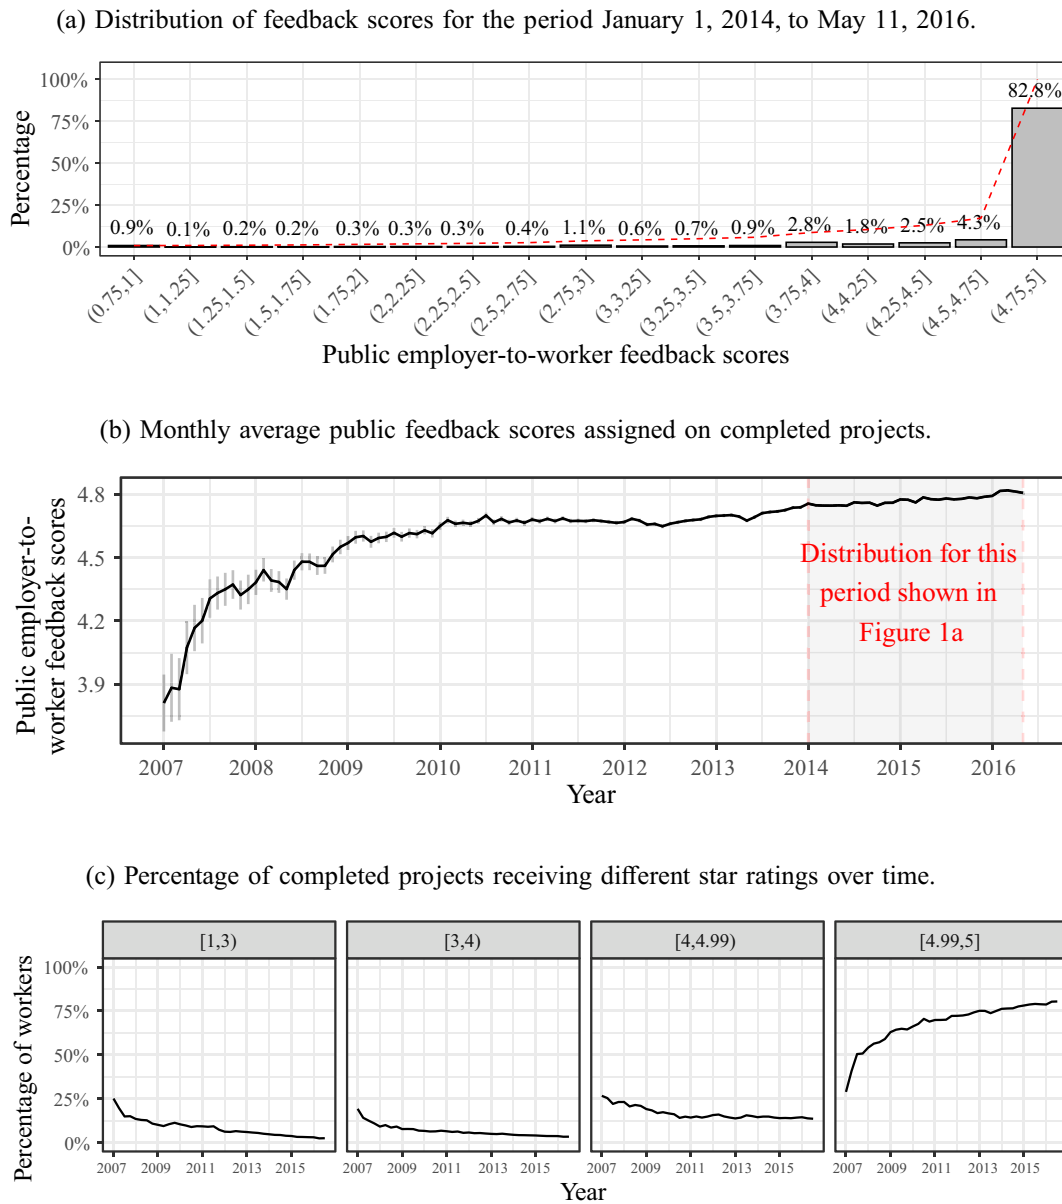 (a) Distribution of feedback scores for the period January 1, 2014, to May 11, 2016.
Percentage
100%
75%
50%
25%
0%
0.9% 0.1% 0.2% 0.2% 0.3% 0.3% 0.3% 0.4% 1.1% 0.6% 0.7% 0.9% 2.8% 1.8% 2.5% 4.3% 82.8%
(0.75,1] (1,1.25] (1.25,1.5] (1.5,1.75] (1.75,2] (2,2.25] (2.25,2.5] (2.5,2.75] (2.75,3] (3,3.25] (3.25,3.5] (3.5,3.75] (3.75,4] (4,4.25] (4.25,4.5] (4.5,4.75] (4.75,5]
Public employer-to-worker feedback scores
(b) Monthly average public feedback scores assigned on completed projects.
Public employer-to-
worker feedback scores
4.8
4.5
4.2
3.9
Distribution for this
period shown in
Figure 1a
2007 2008 2009 2010 2011 2012 2013 2014 2015 2016
Year
(c) Percentage of completed projects receiving different star ratings over time.
Percentage of workers
[1,3) [3,4) [4,4.99) [4.99,5]
100%
75%
50%
25%
0%
2007 2009 2011 2013 2015 2007 2009 2011 2013 2015 2007 2009 2011 2013 2015 2007 2009 2011 2013 2015
Year